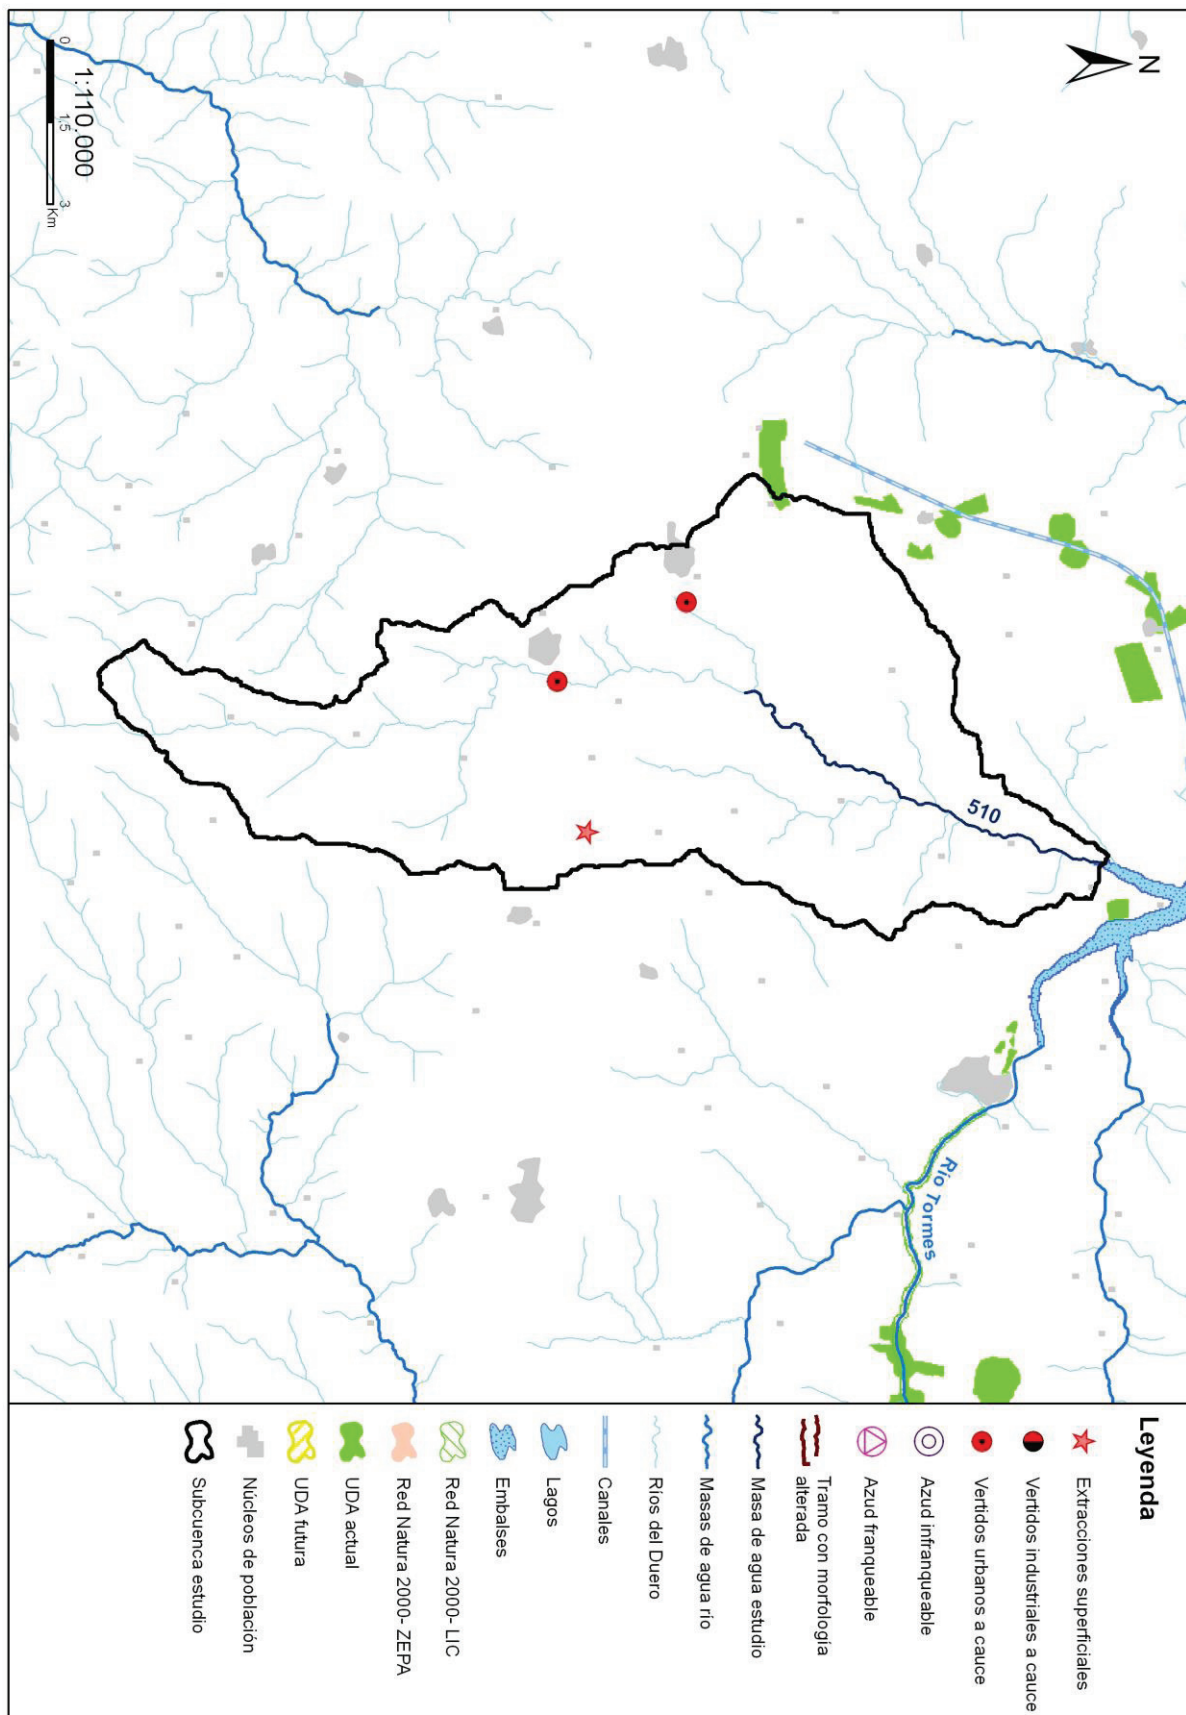 N
1:110.000
0 1,5 3
Km
510
Río Tormes
Leyenda
Extracciones superficiales
Vertidos industriales a cauce
Vertidos urbanos a cauce
Azud infranqueable
Azud franqueable
Tramo con morfología
alterada
Masa de agua estudio
Masas de agua río
Ríos del Duero
Canales
Lagos
Embalses
Red Natura 2000- LIC
Red Natura 2000- ZEPA
UDA actual
UDA futura
Núcleos de población
Subcuenca estudio